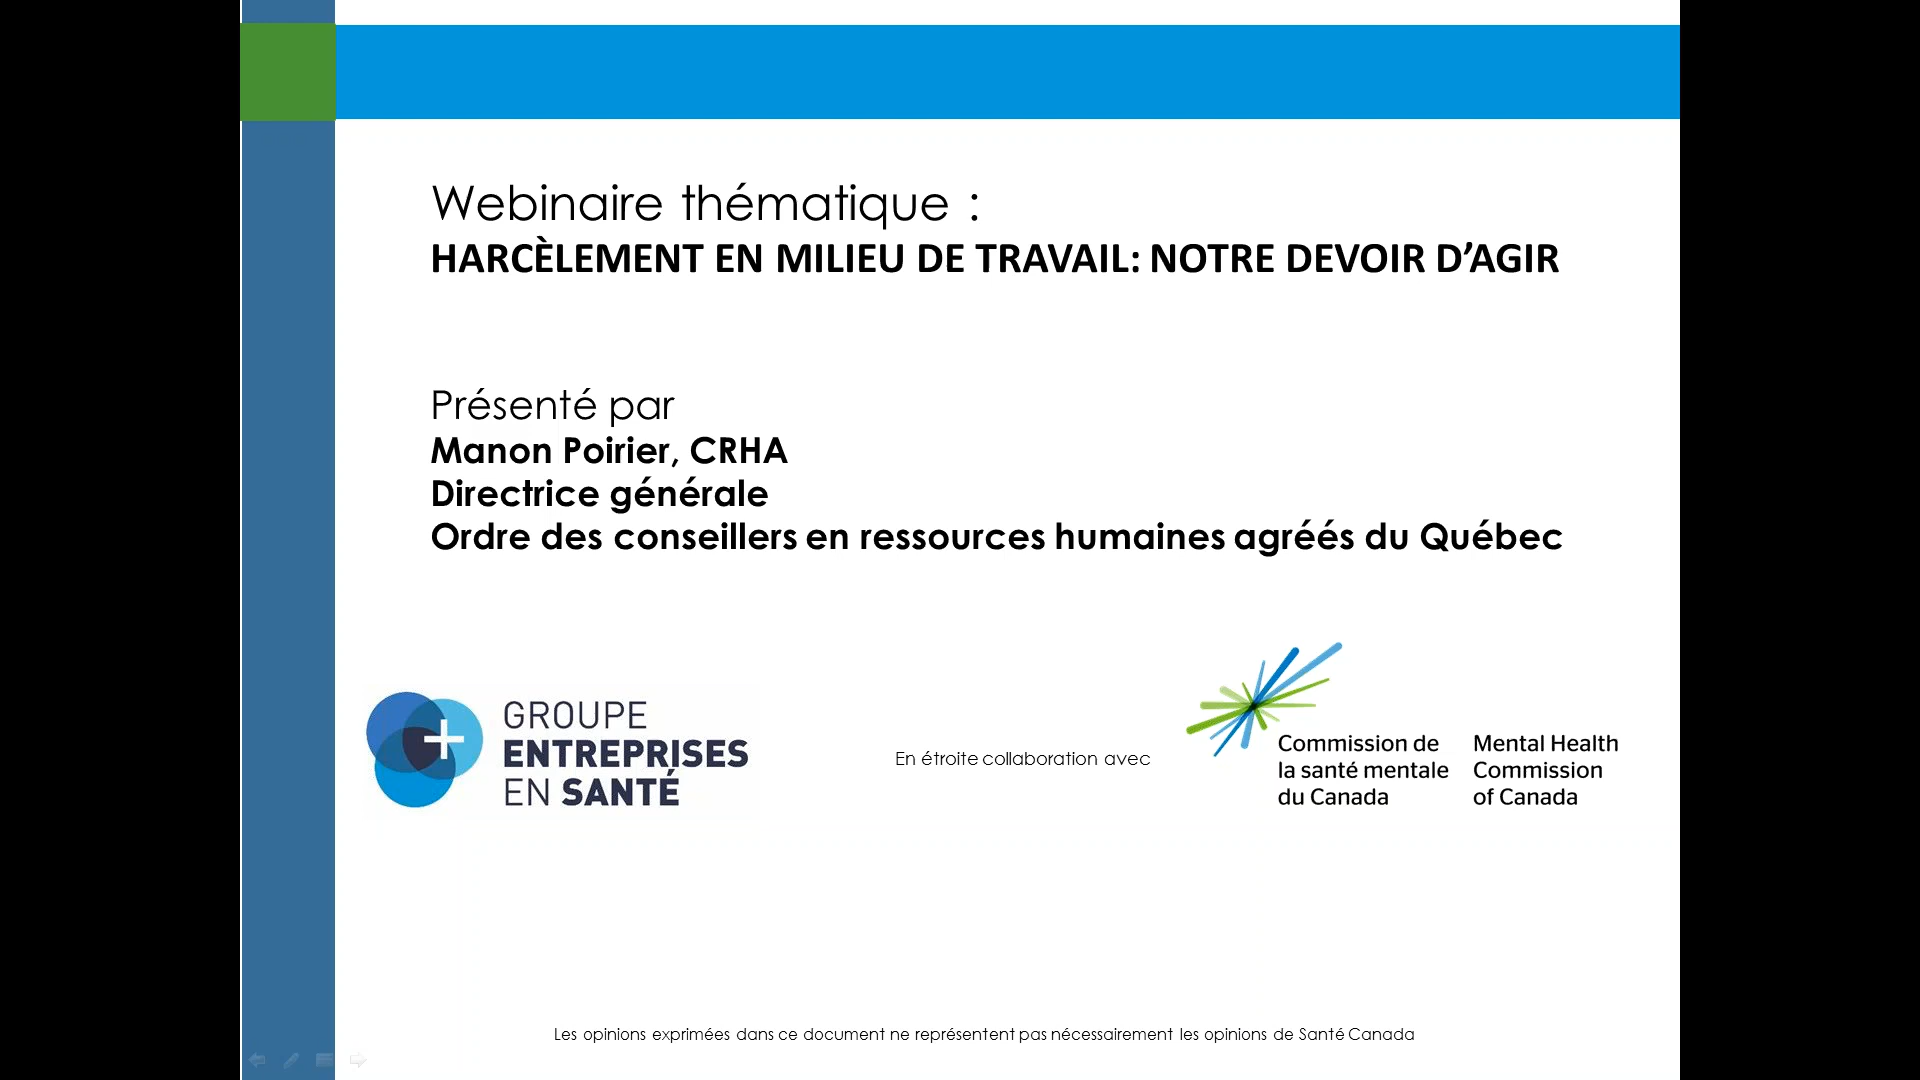 Webinaire thématique :
HARCÈLEMENT EN MILIEU DE TRAVAIL: NOTRE DEVOIR D’AGIR
Présenté par
Manon Poirier, CRHA
Directrice générale
Ordre des conseillers en ressources humaines agréés du Québec
GROUPE
ENTREPRISES
EN SANTÉ
En étroite collaboration avec
Commission de
la santé mentale
du Canada
Mental Health
Commission
of Canada
Les opinions exprimées dans ce document ne représentent pas nécessairement les opinions de Santé Canada